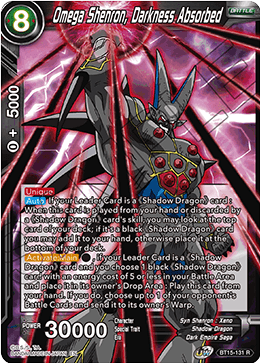 8
Omega Shenron, Darkness Absorbed
BATTLE
0 + 5000
Unique
Auto If your Leader Card is a 《Shadow Dragon》 card:
When this card is played from your hand or discarded by
a 《Shadow Dragon》 card's skill, you may look at the top
card of your deck; if it's a black 《Shadow Dragon》 card
you may add it to your hand, otherwise place it at the
bottom of your deck.
Activate Main : If your Leader Card is a 《Shadow
Dragon》 card and you choose 1 black 《Shadow Dragon》
card with an energy cost of 5 or less in your Battle Area
and place it in its owner's Drop Area : Play this card from
your hand. If you do, choose up to 1 of your opponent's
Battle Cards and send it to its owner's Warp.
POWER 30000
Character Syn Shenron : Xeno
Special Trait Shadow Dragon
Era Dark Empire Saga
UW
BT15-131 R